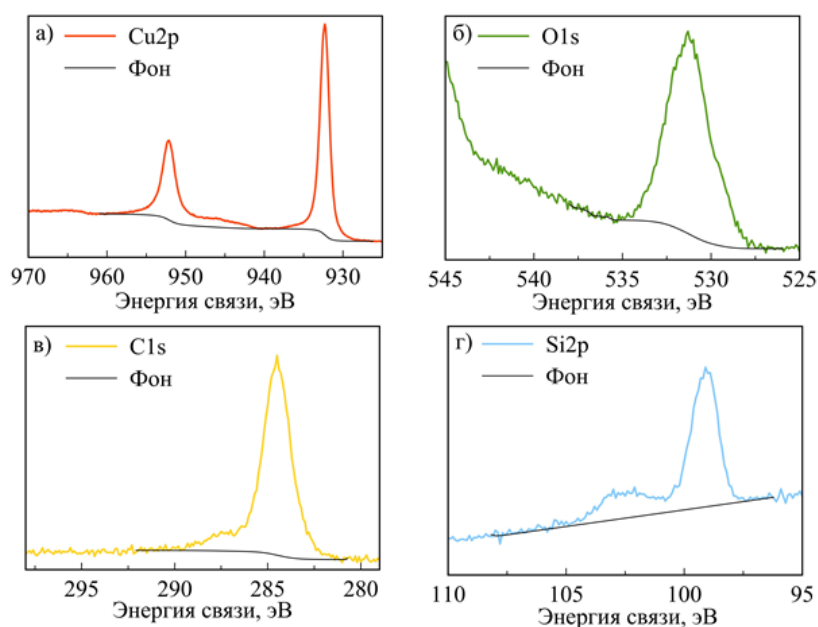 а) Cu2p
Фон
970 960 950 940 930
Энергия связи, эВ
б) O1s
Фон
545 540 535 530 525
Энергия связи, эВ
в) C1s
Фон
295 290 285 280
Энергия связи, эВ
г) Si2p
Фон
110 105 100 95
Энергия связи, эВ